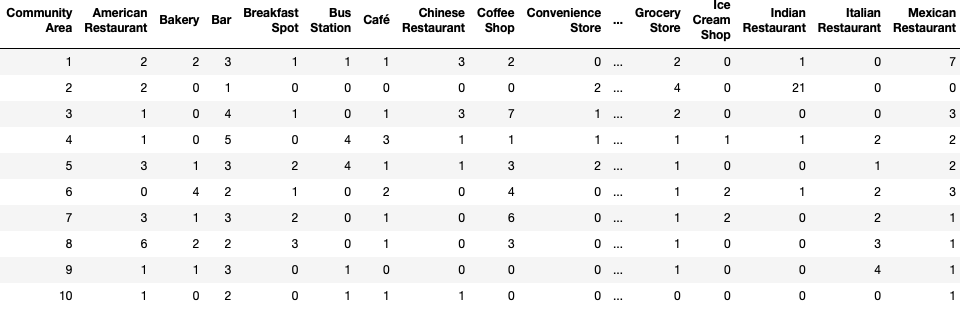 Community Area American Restaurant Bakery Bar Breakfast Spot Bus Station Café Chinese Restaurant Coffee Shop Convenience Store ... Grocery Store Ice Cream Shop Indian Restaurant Italian Restaurant Mexican Restaurant
1 2 2 3 1 1 1 3 2 0 ... 2 0 1 0 7
2 2 0 1 0 0 0 0 0 2 ... 4 0 21 0 0
3 1 0 4 1 0 1 3 7 1 ... 2 0 0 0 3
4 1 0 5 0 4 3 1 1 1 ... 1 1 1 2 2
5 3 1 3 2 4 1 1 3 2 ... 1 0 0 1 2
6 0 4 2 1 0 2 0 4 0 ... 1 2 1 2 3
7 3 1 3 2 0 1 0 6 0 ... 1 2 0 2 1
8 6 2 2 3 0 1 0 3 0 ... 1 0 0 3 1
9 1 1 3 0 1 0 0 0 0 ... 1 0 0 4 1
10 1 0 2 0 1 1 1 0 0 ... 0 0 0 0 1